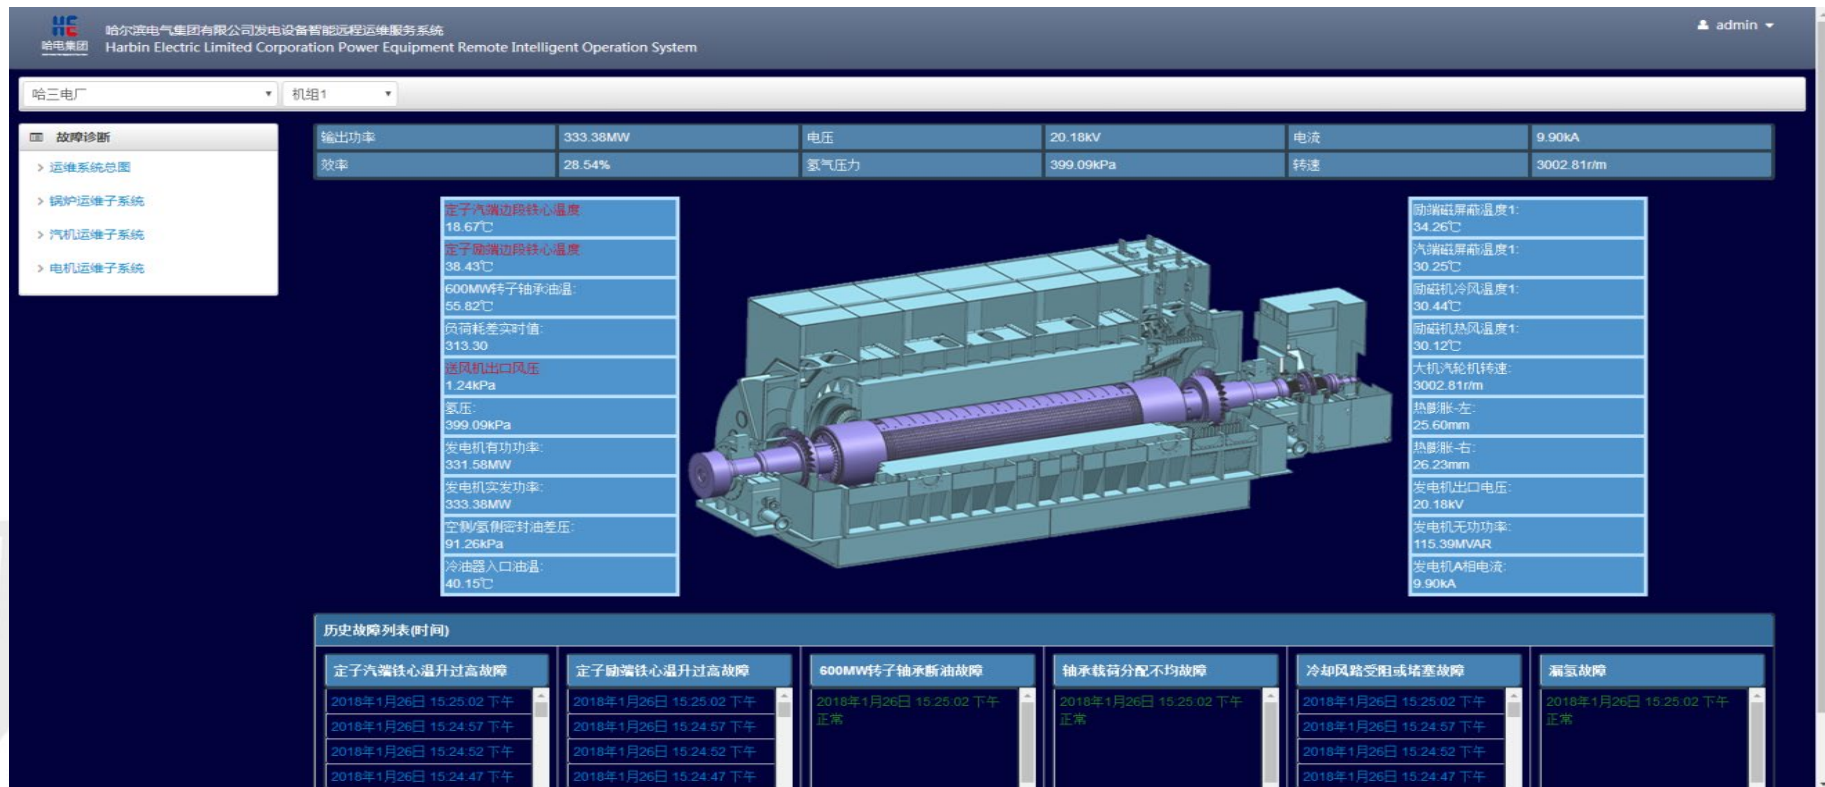 哈电集团
哈尔滨电气集团有限公司发电设备智能远程运维服务系统
Harbin Electric Limited Corporation Power Equipment Remote Intelligent Operation System
admin
哈三电厂
机组1
故障诊断
运维系统总图
锅炉运维子系统
汽机运维子系统
电机运维子系统
输出功率 333.38MW 电压 20.18kV 电流 9.90kA
效率 28.54% 氢气压力 399.09kPa 转速 3002.81r/m
定子汽端边段铁心温度
18.67℃
定子励端边段铁心温度
38.43℃
600MW转子轴承油温:
55.82℃
负荷耗差实时值:
313.30
送风机出口风压
1.24kPa
氢压:
399.09kPa
发电机有功功率:
331.58MW
发电机实发功率:
333.38MW
空侧/氢侧密封油差压:
91.26kPa
冷油器入口油温:
40.15℃
励端磁屏蔽温度1:
34.26℃
汽端磁屏蔽温度1:
30.25℃
励磁机冷风温度1:
30.44℃
励磁机热风温度1:
30.12℃
大机汽轮机转速:
3002.81r/m
热膨胀-左:
25.60mm
热膨胀-右:
26.23mm
发电机出口电压:
20.18kV
发电机无功功率:
115.39MVAR
发电机A相电流:
9.90kA
历史故障列表(时间)
定子汽端铁心温升过高故障
2018年1月26日 15:25:02 下午
2018年1月26日 15:24:57 下午
2018年1月26日 15:24:52 下午
2018年1月26日 15:24:47 下午
定子励端铁心温升过高故障
2018年1月26日 15:25:02 下午
2018年1月26日 15:24:57 下午
2018年1月26日 15:24:52 下午
2018年1月26日 15:24:47 下午
600MW转子轴承断油故障
2018年1月26日 15:25:02 下午
正常
轴承载荷分配不均故障
2018年1月26日 15:25:02 下午
正常
冷却风路受阻或堵塞故障
2018年1月26日 15:25:02 下午
2018年1月26日 15:24:57 下午
2018年1月26日 15:24:52 下午
2018年1月26日 15:24:47 下午
漏氢故障
2018年1月26日 15:25:02 下午
正常